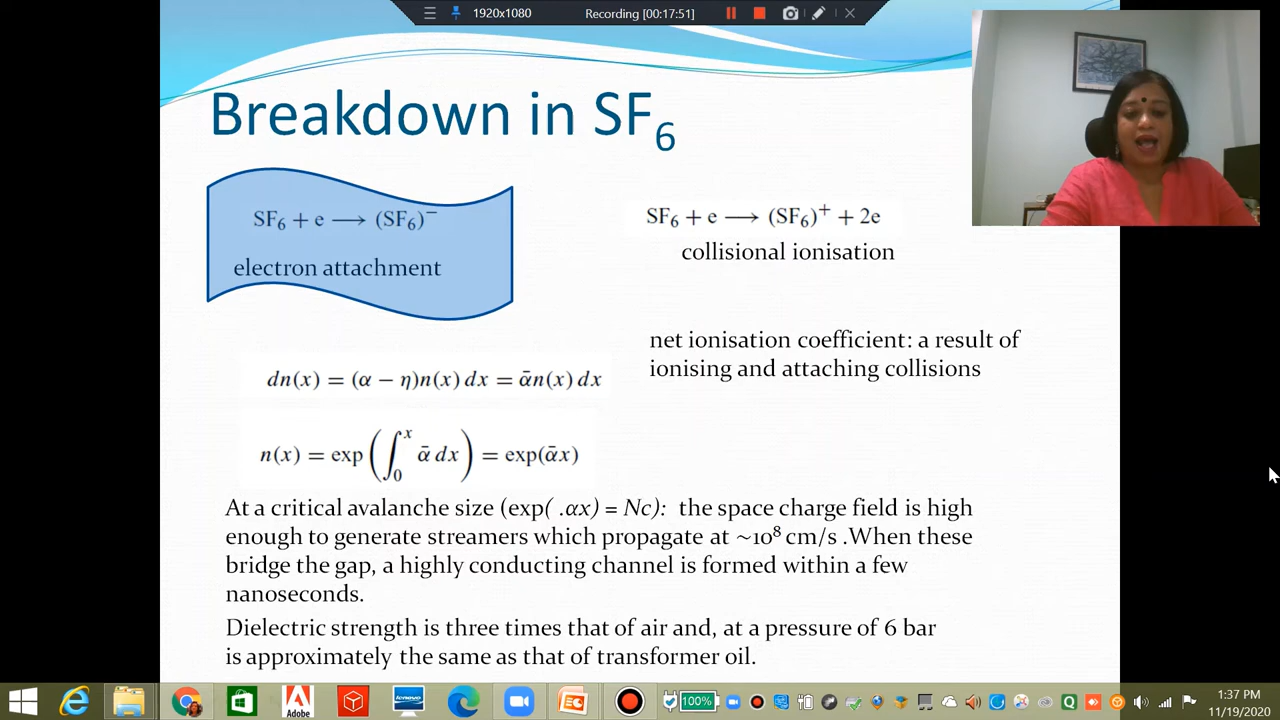 1920x1080
Recording [00:17:51]
Breakdown in SF₆
SF₆ + e ⟶ (SF₆)⁻
electron attachment
SF₆ + e ⟶ (SF₆)⁺ + 2e
collisional ionisation
net ionisation coefficient: a result of
ionising and attaching collisions
dn(x) = (α − η)n(x) dx = ᾱn(x) dx
n(x) = exp(∫₀ˣ ᾱ dx) = exp(ᾱx)
At a critical avalanche size (exp( .αx) = Nc): the space charge field is high
enough to generate streamers which propagate at ~10⁸ cm/s .When these
bridge the gap, a highly conducting channel is formed within a few
nanoseconds.
Dielectric strength is three times that of air and, at a pressure of 6 bar
is approximately the same as that of transformer oil.
Adobe
lenovo
100%
1:37 PM
11/19/2020